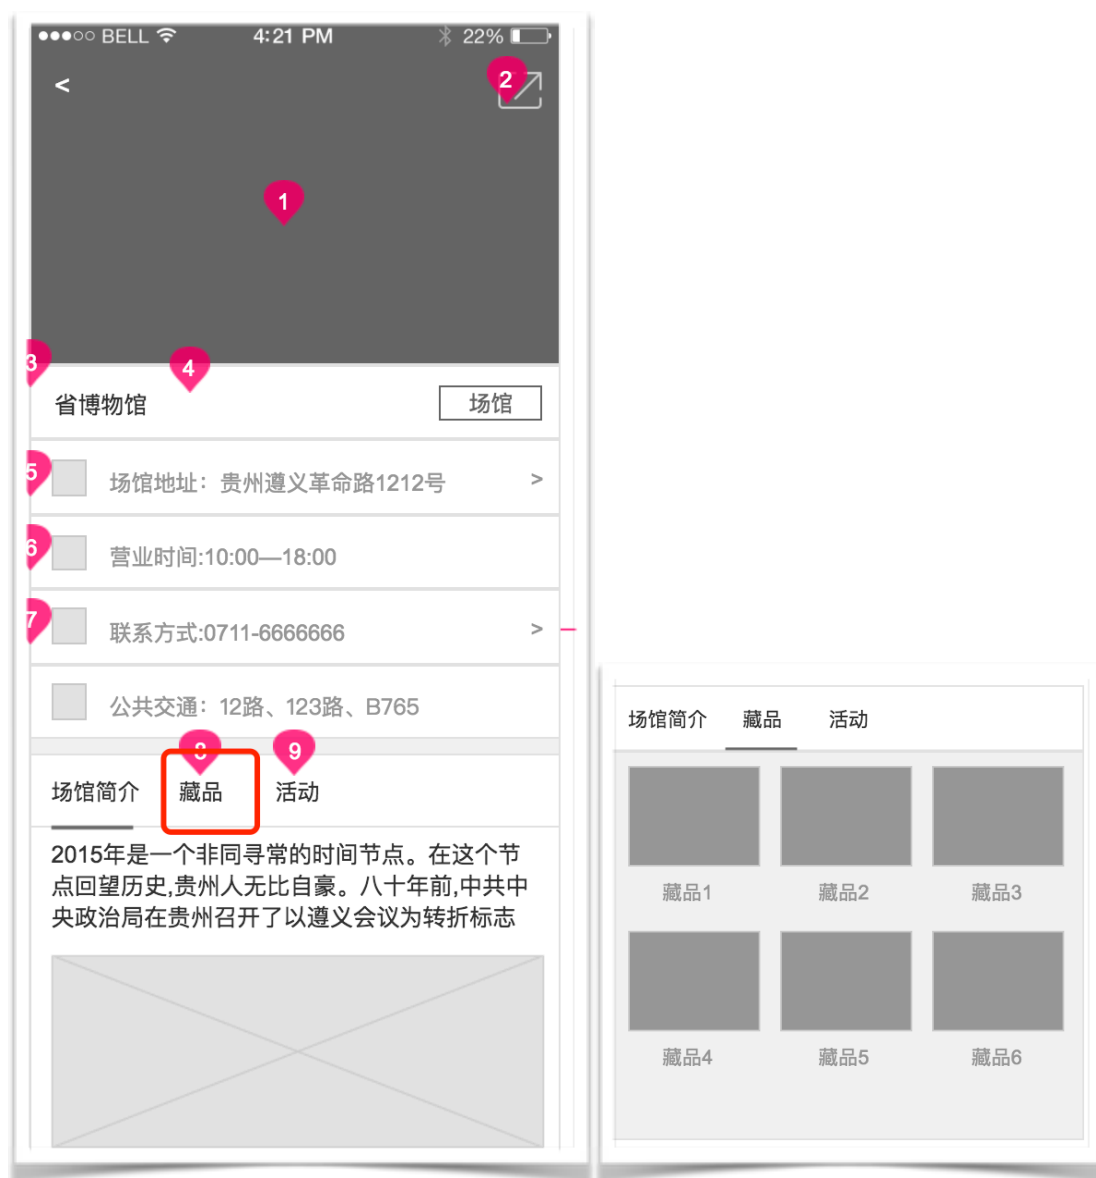 ●●●○○ BELL 4:21 PM 22%
<
2
1
3
4
省博物馆 场馆
5
场馆地址：贵州遵义革命路1212号 >
6
营业时间:10:00—18:00
7
联系方式:0711-6666666 >
公共交通：12路、123路、B765
8 9
场馆简介 藏品 活动
2015年是一个非同寻常的时间节点。在这个节
点回望历史,贵州人无比自豪。八十年前,中共中
央政治局在贵州召开了以遵义会议为转折标志
场馆简介 藏品 活动
藏品1 藏品2 藏品3
藏品4 藏品5 藏品6